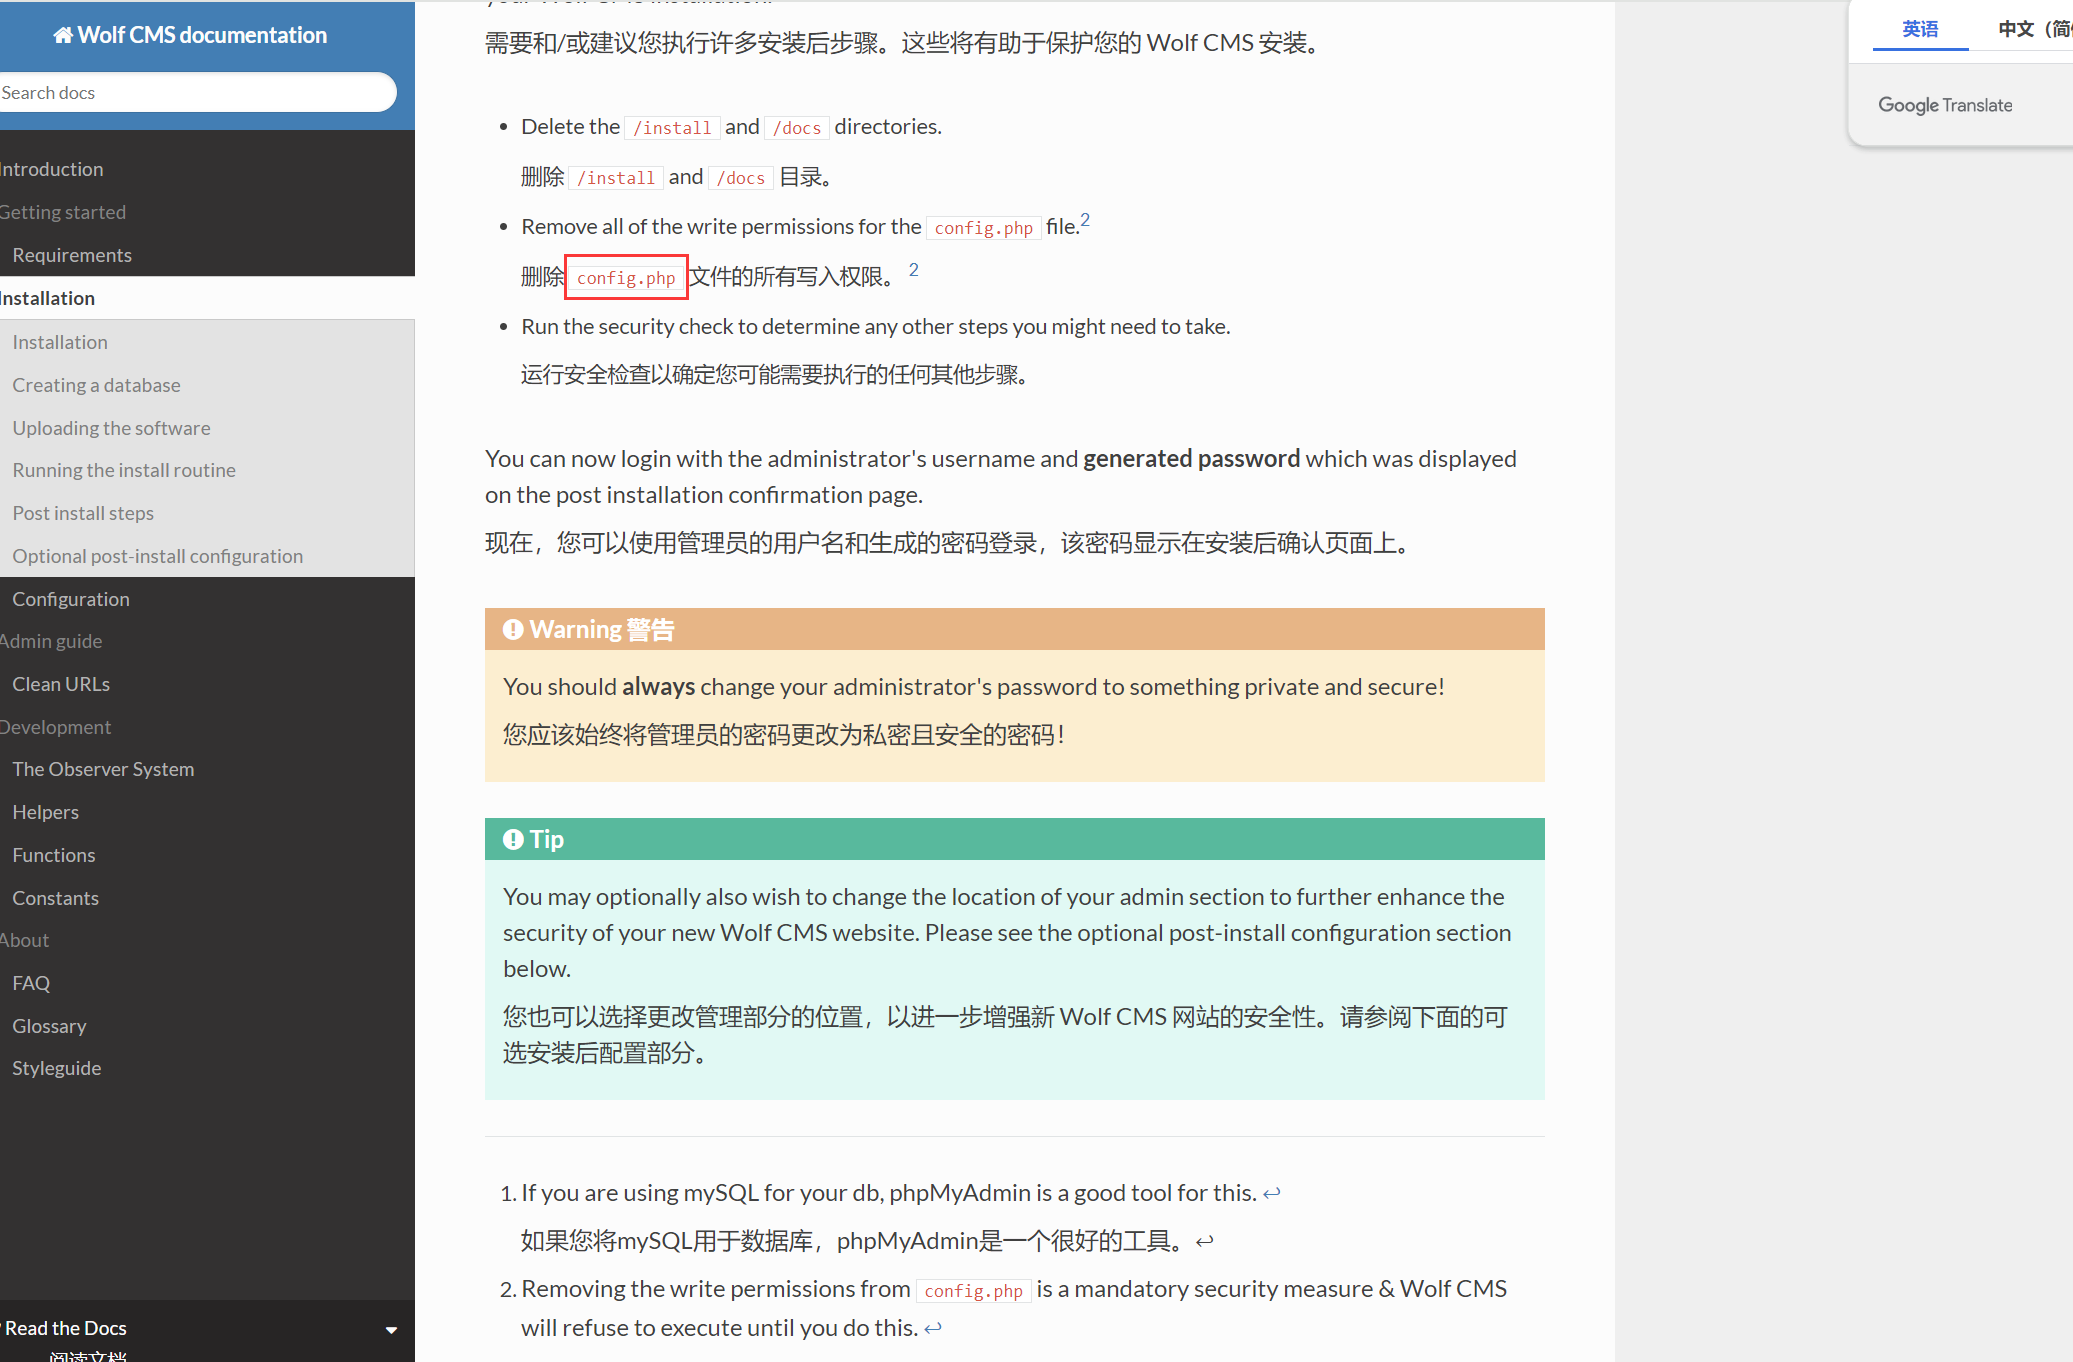 Wolf CMS documentation
Search docs
Introduction
Getting started
Requirements
Installation
Installation
Creating a database
Uploading the software
Running the install routine
Post install steps
Optional post-install configuration
Configuration
Admin guide
Clean URLs
Development
The Observer System
Helpers
Functions
Constants
About
FAQ
Glossary
Styleguide
Read the Docs
阅读文档
需要和/或建议您执行许多安装后步骤。这些将有助于保护您的 Wolf CMS 安装。
• Delete the /install and /docs directories.
删除 /install and /docs 目录。
• Remove all of the write permissions for the config.php file.2
删除 config.php 文件的所有写入权限。 2
• Run the security check to determine any other steps you might need to take.
运行安全检查以确定您可能需要执行的任何其他步骤。
You can now login with the administrator's username and generated password which was displayed
on the post installation confirmation page.
现在，您可以使用管理员的用户名和生成的密码登录，该密码显示在安装后确认页面上。
Warning 警告
You should always change your administrator's password to something private and secure!
您应该始终将管理员的密码更改为私密且安全的密码！
Tip
You may optionally also wish to change the location of your admin section to further enhance the
security of your new Wolf CMS website. Please see the optional post-install configuration section
below.
您也可以选择更改管理部分的位置，以进一步增强新 Wolf CMS 网站的安全性。请参阅下面的可
选安装后配置部分。
1. If you are using mySQL for your db, phpMyAdmin is a good tool for this. ↩
如果您将mySQL用于数据库，phpMyAdmin是一个很好的工具。 ↩
2. Removing the write permissions from config.php is a mandatory security measure & Wolf CMS
will refuse to execute until you do this. ↩
英语
中文（简
Google Translate